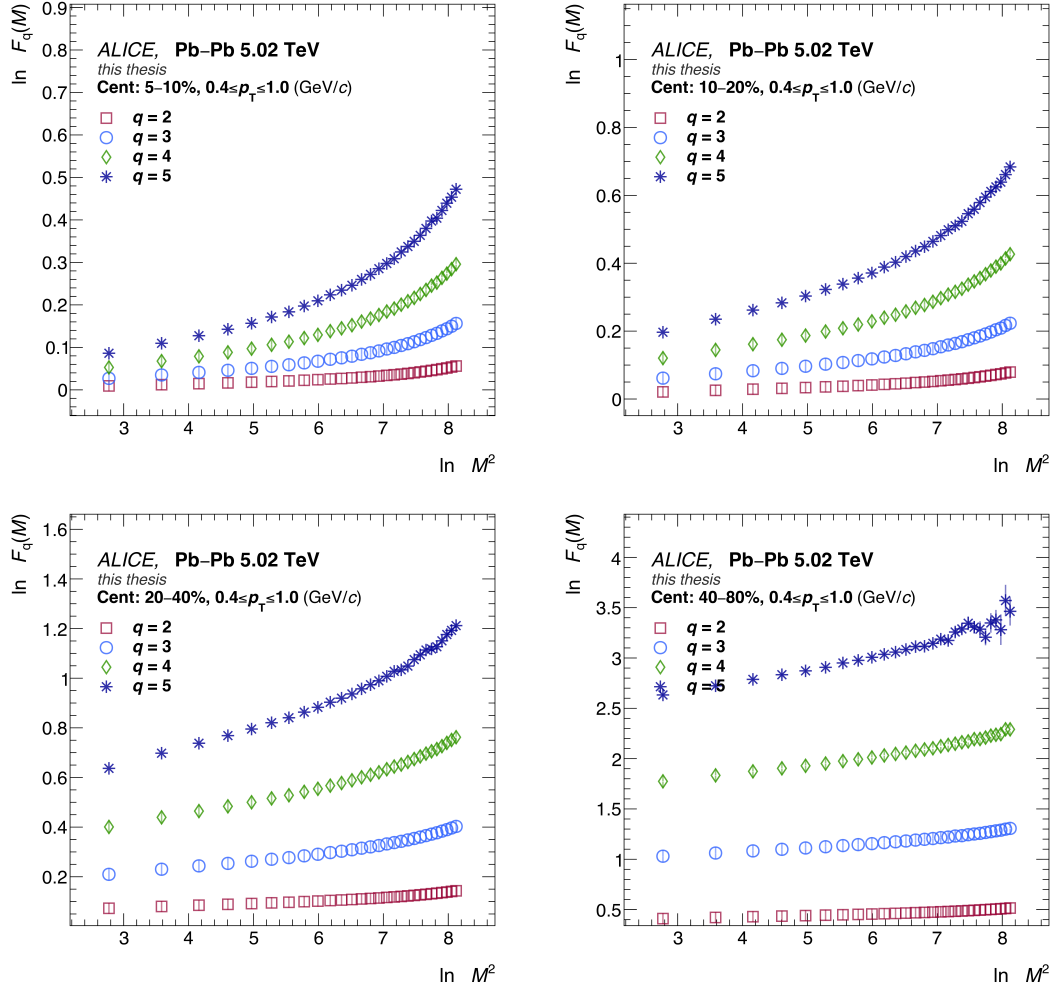 ln F_q(M)
0.9
0.8
0.7
0.6
0.5
0.4
0.3
0.2
0.1
0
ALICE, Pb–Pb 5.02 TeV
this thesis
Cent: 5–10%, 0.4≤p_T≤1.0 (GeV/c)
q = 2
q = 3
q = 4
q = 5
3 4 5 6 7 8
ln M²
ln F_q(M)
1
0.8
0.6
0.4
0.2
0
ALICE, Pb–Pb 5.02 TeV
this thesis
Cent: 10–20%, 0.4≤p_T≤1.0 (GeV/c)
q = 2
q = 3
q = 4
q = 5
3 4 5 6 7 8
ln M²
ln F_q(M)
1.6
1.4
1.2
1
0.8
0.6
0.4
0.2
ALICE, Pb–Pb 5.02 TeV
this thesis
Cent: 20–40%, 0.4≤p_T≤1.0 (GeV/c)
q = 2
q = 3
q = 4
q = 5
3 4 5 6 7 8
ln M²
ln F_q(M)
4
3.5
3
2.5
2
1.5
1
0.5
ALICE, Pb–Pb 5.02 TeV
this thesis
Cent: 40–80%, 0.4≤p_T≤1.0 (GeV/c)
q = 2
q = 3
q = 4
q = 5
3 4 5 6 7 8
ln M²